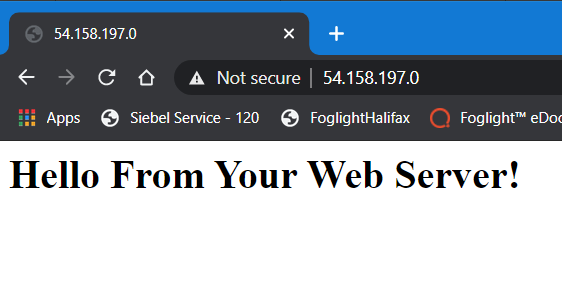 54.158.197.0
Not secure | 54.158.197.0
Apps Siebel Service - 120 FoglightHalifax Foglight™ eDoc
Hello From Your Web Server!